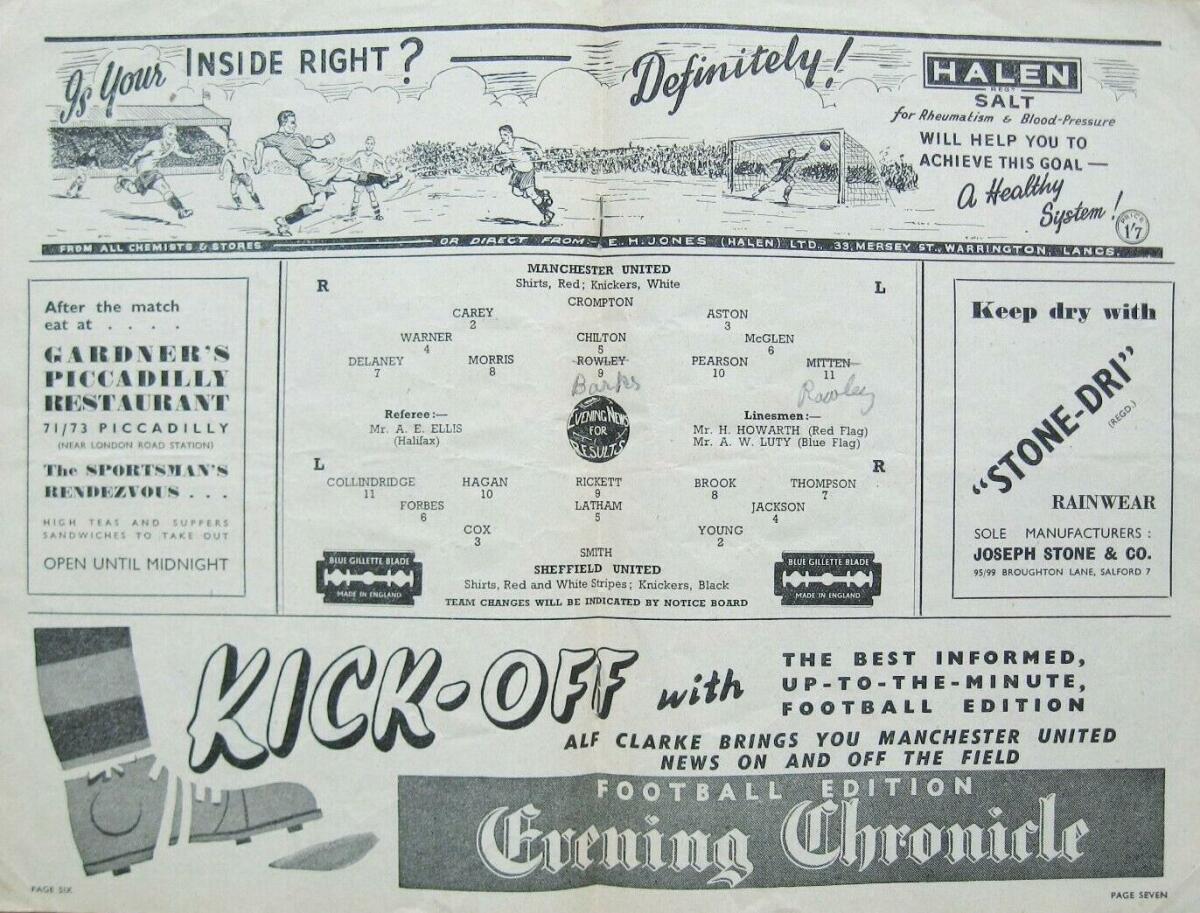 Is Your INSIDE RIGHT? Definitely!
HALEN
REGD
SALT
for Rheumatism & Blood-Pressure
WILL HELP YOU TO
ACHIEVE THIS GOAL —
A Healthy
System!
PRICE
1'7
FROM ALL CHEMISTS & STORES OR DIRECT FROM:- E. H. JONES (HALEN) LTD., 33, MERSEY ST., WARRINGTON, LANCS.
After the match
eat at . . . .
GARDNER'S
PICCADILLY
RESTAURANT
71/73 PICCADILLY
(NEAR LONDON ROAD STATION)
The SPORTSMAN'S
RENDEZVOUS . . .
HIGH TEAS AND SUPPERS
SANDWICHES TO TAKE OUT
OPEN UNTIL MIDNIGHT
MANCHESTER UNITED
Shirts, Red; Knickers, White
R L
CROMPTON
CAREY ASTON
2 3
WARNER CHILTON McGLEN
4 5 6
DELANEY MORRIS ROWLEY PEARSON MITTEN
7 8 9 10 11
Barks Rowley
Referee:—
Mr. A. E. ELLIS
(Halifax)
EVENING NEWS
FOR
RESULTS
Linesmen:—
Mr. H. HOWARTH (Red Flag)
Mr. A. W. LUTY (Blue Flag)
L R
COLLINDRIDGE HAGAN RICKETT BROOK THOMPSON
11 10 9 8 7
FORBES LATHAM JACKSON
6 5 4
COX YOUNG
3 2
SMITH
SHEFFIELD UNITED
Shirts, Red and White Stripes; Knickers, Black
TEAM CHANGES WILL BE INDICATED BY NOTICE BOARD
BLUE GILLETTE BLADE
MADE IN ENGLAND
BLUE GILLETTE BLADE
MADE IN ENGLAND
Keep dry with
"STONE-DRI"
(REGD.)
RAINWEAR
SOLE MANUFACTURERS:
JOSEPH STONE & CO.
95/99 BROUGHTON LANE, SALFORD 7
KICK-OFF with
THE BEST INFORMED,
UP-TO-THE-MINUTE,
FOOTBALL EDITION
ALF CLARKE BRINGS YOU MANCHESTER UNITED
NEWS ON AND OFF THE FIELD
FOOTBALL EDITION
Evening Chronicle
PAGE SIX
PAGE SEVEN